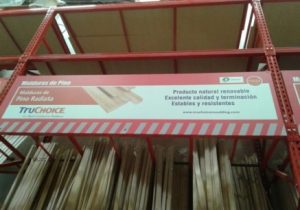 Molduras de Pino
Molduras de
Pino Radiata
TRUCHOICE
Producto natural renovable
Excelente calidad y terminación
Estables y resistentes